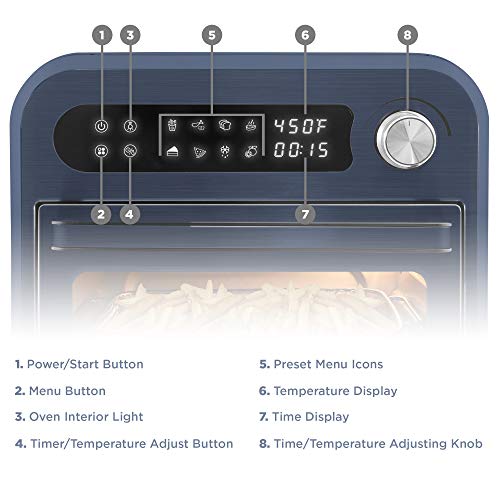 1 3 5 6 8
450F
00:15
2 4 7
1. Power/Start Button
2. Menu Button
3. Oven Interior Light
4. Timer/Temperature Adjust Button
5. Preset Menu Icons
6. Temperature Display
7. Time Display
8. Time/Temperature Adjusting Knob